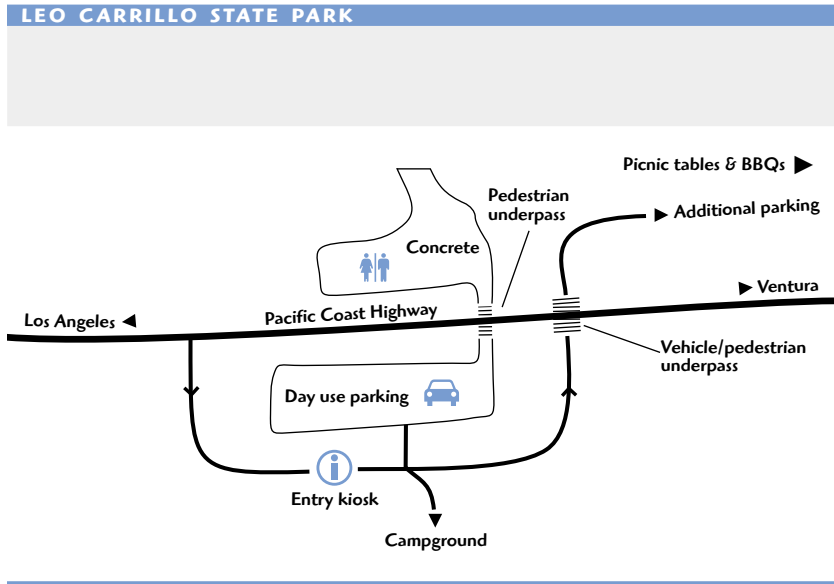 LEO CARRILLO STATE PARK
Picnic tables & BBQs
Pedestrian
underpass
Additional parking
Concrete
Ventura
Pacific Coast Highway
Los Angeles
Vehicle/pedestrian
underpass
Day use parking
Entry kiosk
Campground